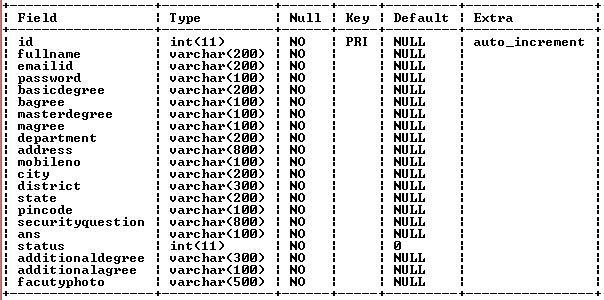 Field | Type | Null | Key | Default | Extra
id | int(11) | NO | PRI | NULL | auto_increment
fullname | varchar(200) | NO | | NULL |
emailid | varchar(200) | NO | | NULL |
password | varchar(100) | NO | | NULL |
basicdegree | varchar(200) | NO | | NULL |
bagree | varchar(100) | NO | | NULL |
masterdegree | varchar(100) | NO | | NULL |
magree | varchar(100) | NO | | NULL |
department | varchar(200) | NO | | NULL |
address | varchar(800) | NO | | NULL |
mobileno | varchar(100) | NO | | NULL |
city | varchar(200) | NO | | NULL |
district | varchar(300) | NO | | NULL |
state | varchar(200) | NO | | NULL |
pincode | varchar(100) | NO | | NULL |
securityquestion | varchar(800) | NO | | NULL |
ans | varchar(100) | NO | | NULL |
status | int(11) | NO | | 0 |
additionaldegree | varchar(300) | NO | | NULL |
additionalagree | varchar(100) | NO | | NULL |
facutyphoto | varchar(500) | NO | | NULL |